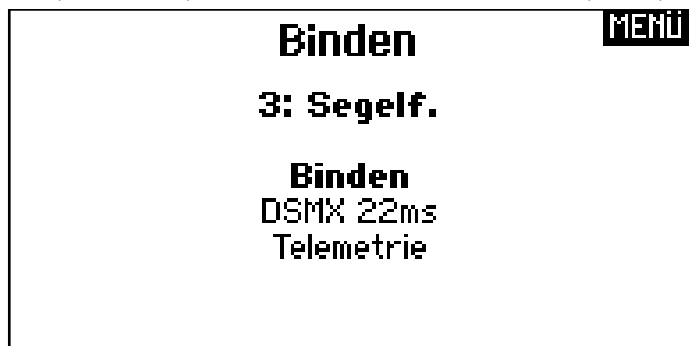 Binden
MENÜ
3: Segelf.
Binden
DSMX 22ms
Telemetrie